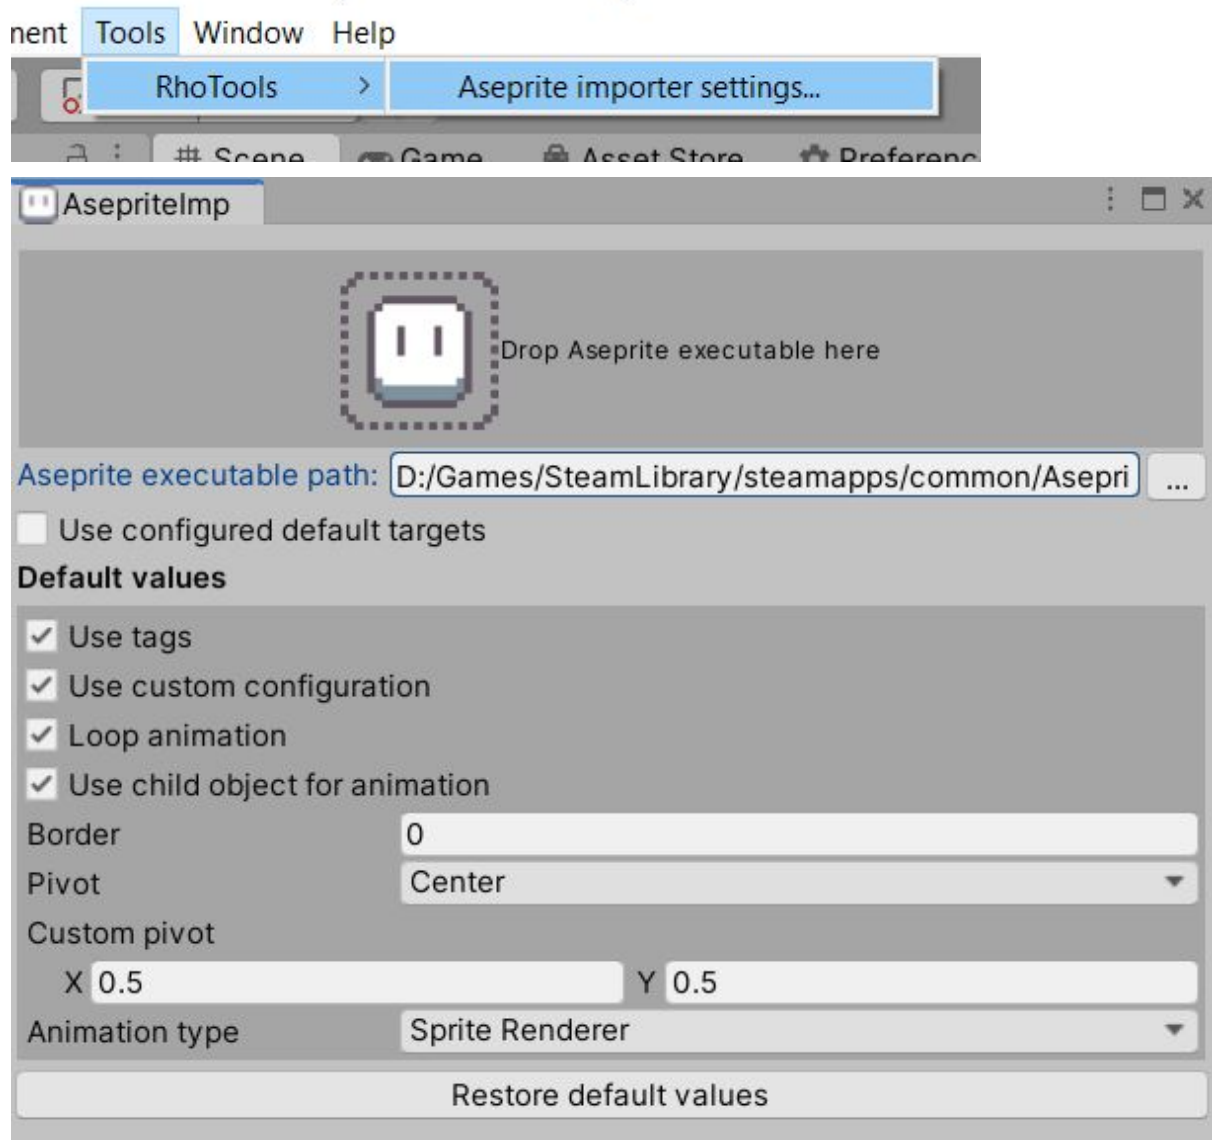 nent Tools Window Help
RhoTools > Aseprite importer settings...
# Scene Game Asset Store Preferenc
AsepriteImp
Drop Aseprite executable here
Aseprite executable path: D:/Games/SteamLibrary/steamapps/common/Asepri ...
Use configured default targets
Default values
Use tags
Use custom configuration
Loop animation
Use child object for animation
Border 0
Pivot Center
Custom pivot
X 0.5 Y 0.5
Animation type Sprite Renderer
Restore default values